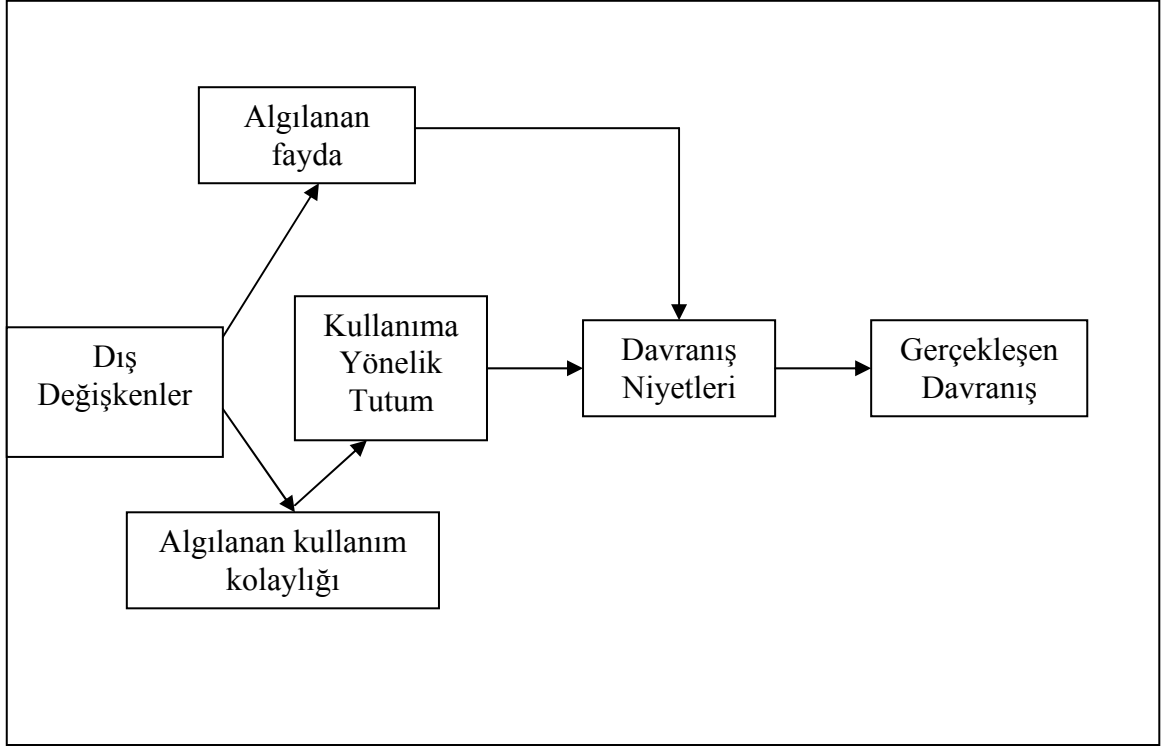 Algılanan
fayda
Kullanıma
Yönelik
Tutum
Dış
Değişkenler
Davranış
Niyetleri
Gerçekleşen
Davranış
Algılanan kullanım
kolaylığı